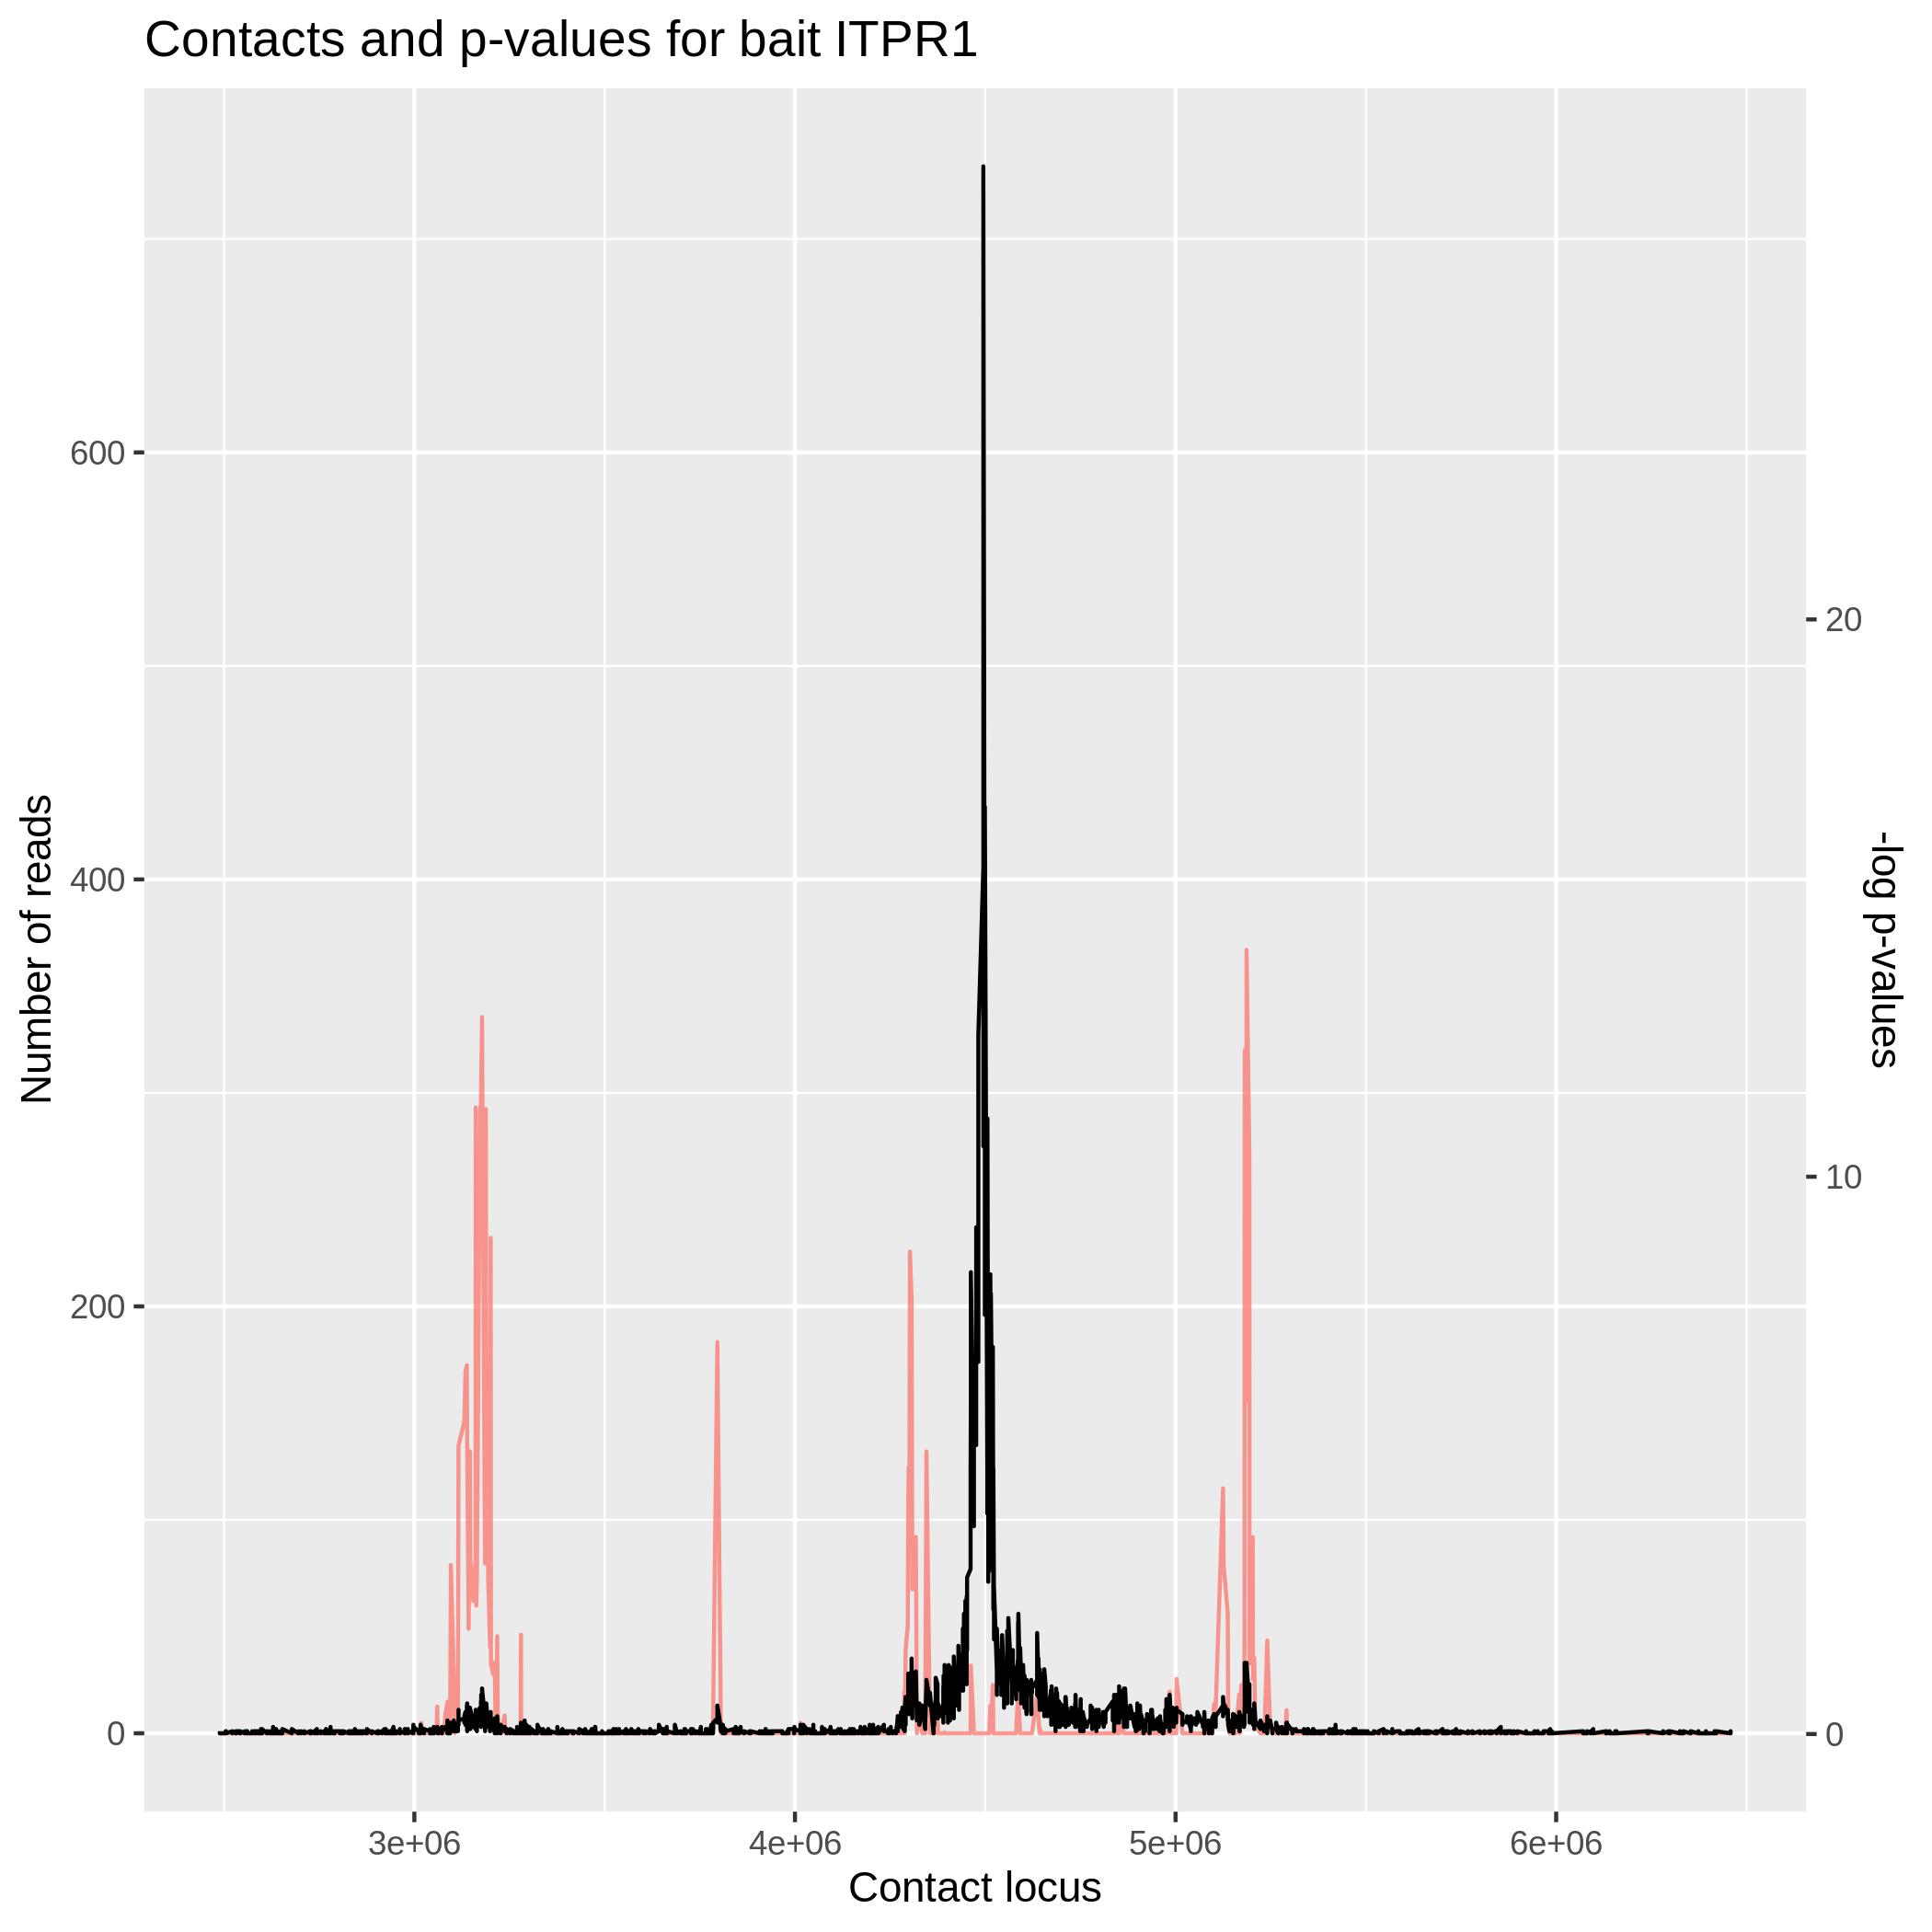 Contacts and p-values for bait ITPR1
Number of reads
600
400
200
0
20
10
0
-log p-values
3e+06
4e+06
5e+06
6e+06
Contact locus